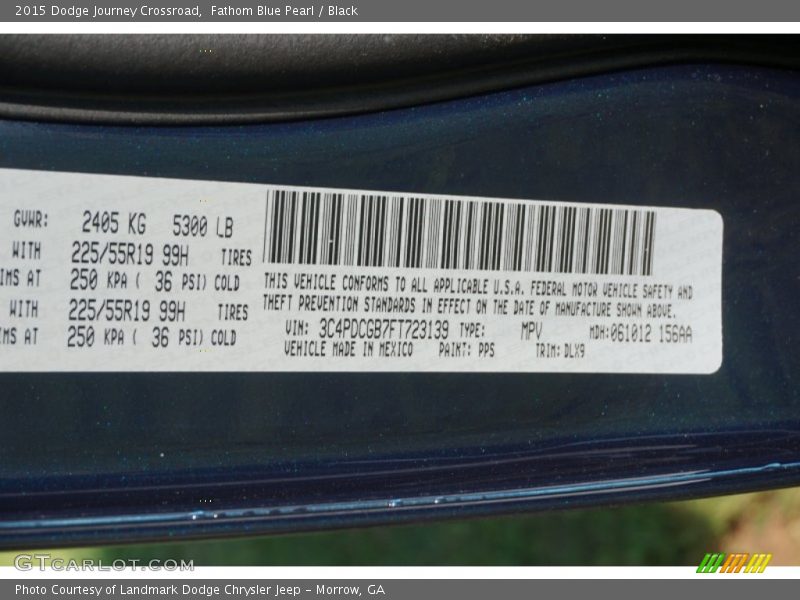 2015 Dodge Journey Crossroad, Fathom Blue Pearl / Black
GVWR: 2405 KG 5300 LB
WITH 225/55R19 99H TIRES
IMS AT 250 KPA ( 36 PSI) COLD
WITH 225/55R19 99H TIRES
IMS AT 250 KPA ( 36 PSI) COLD
THIS VEHICLE CONFORMS TO ALL APPLICABLE U.S.A. FEDERAL MOTOR VEHICLE SAFETY AND
THEFT PREVENTION STANDARDS IN EFFECT ON THE DATE OF MANUFACTURE SHOWN ABOVE.
VIN: 3C4PDCGB7FT723139 TYPE: MPV MDH:061012 156AA
VEHICLE MADE IN MEXICO PAINT: PPS TRIM: DLX9
GTCARLOT.COM
Photo Courtesy of Landmark Dodge Chrysler Jeep - Morrow, GA